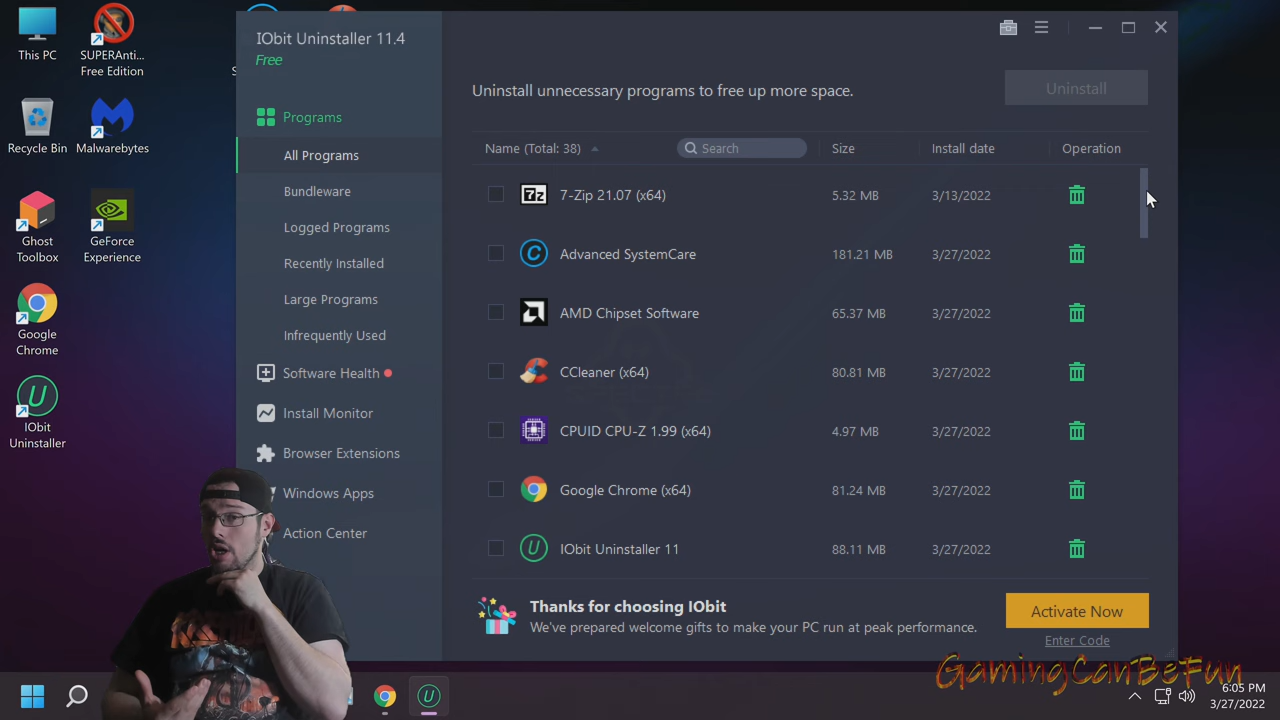 This PC
SUPERAnti...
Free Edition
Recycle Bin
Malwarebytes
Ghost
Toolbox
GeForce
Experience
Google
Chrome
IObit
Uninstaller
IObit Uninstaller 11.4
Free
Programs
All Programs
Bundleware
Logged Programs
Recently Installed
Large Programs
Infrequently Used
Software Health
Install Monitor
Browser Extensions
Windows Apps
Action Center
Uninstall unnecessary programs to free up more space.
Uninstall
Name (Total: 38) Search Size Install date Operation
7z 7-Zip 21.07 (x64) 5.32 MB 3/13/2022
C Advanced SystemCare 181.21 MB 3/27/2022
AMD Chipset Software 65.37 MB 3/27/2022
CCleaner (x64) 80.81 MB 3/27/2022
CPUID CPU-Z 1.99 (x64) 4.97 MB 3/27/2022
Google Chrome (x64) 81.24 MB 3/27/2022
U IObit Uninstaller 11 88.11 MB 3/27/2022
Thanks for choosing IObit
We've prepared welcome gifts to make your PC run at peak performance.
Activate Now
Enter Code
GamingCanBeFun
6:05 PM
3/27/2022